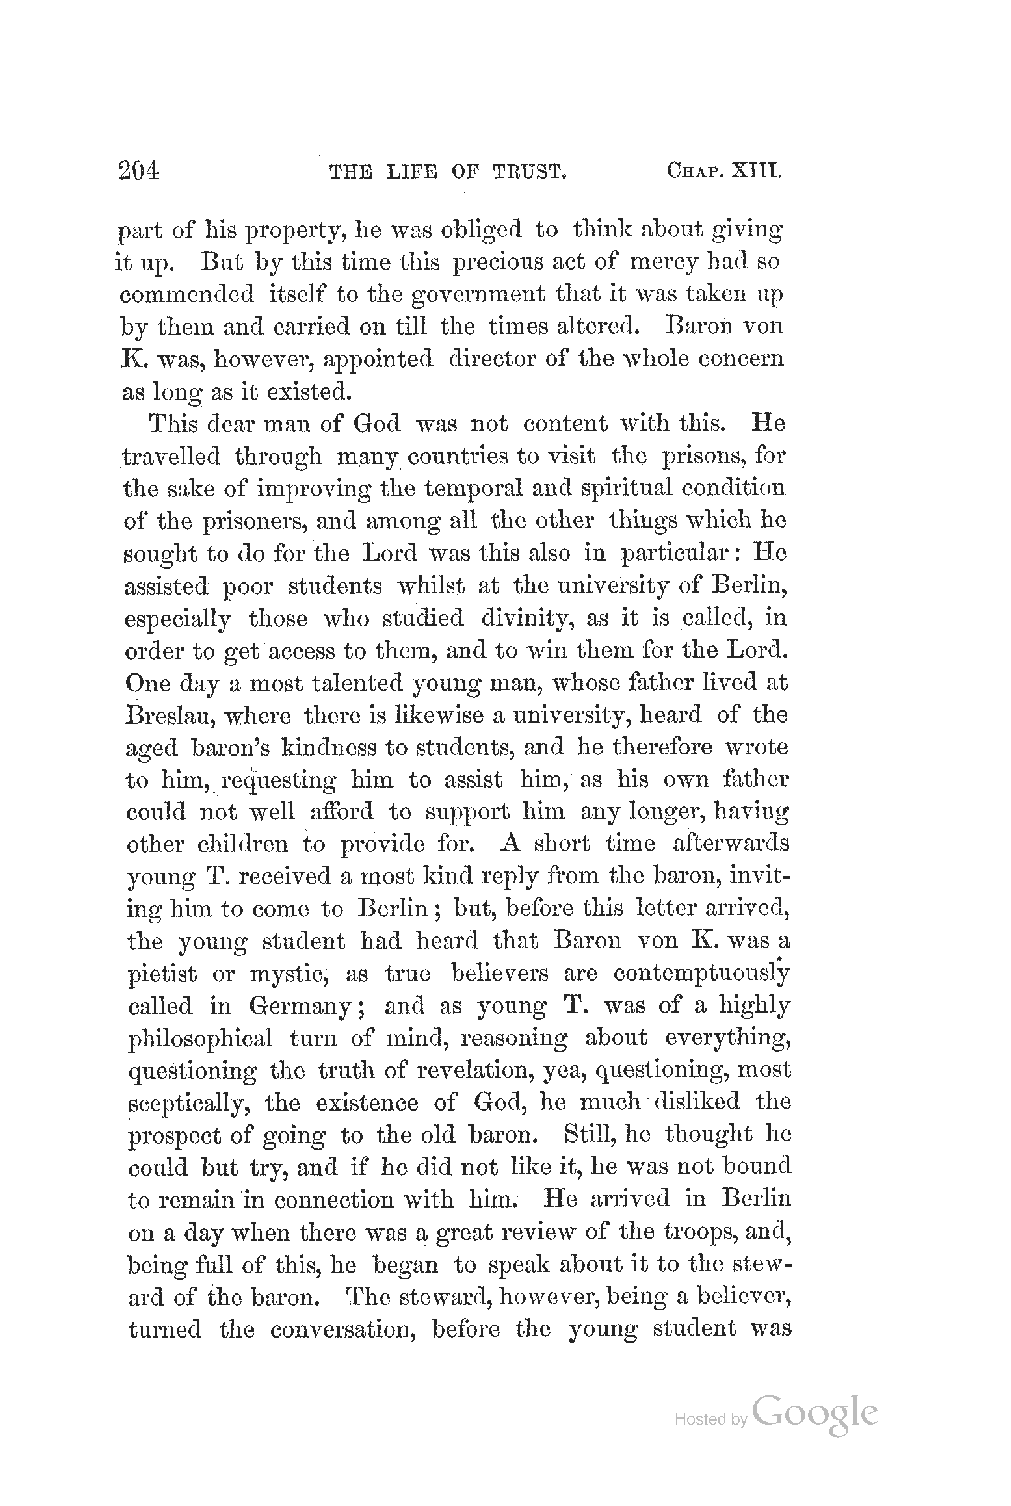 204 THE LIFE OF TRUST. CHAP. XIII.
part of his property, he was obliged to think about giving
it up. But by this time this precious act of mercy had so
commended itself to the government that it was taken up
by them and carried on till the times altered. Baron von
K. was, however, appointed director of the whole concern
as long as it existed.
This dear man of God was not content with this. He
travelled through many countries to visit the prisons, for
the sake of improving the temporal and spiritual condition
of the prisoners, and among all the other things which he
sought to do for the Lord was this also in particular: He
assisted poor students whilst at the university of Berlin,
especially those who studied divinity, as it is called, in
order to get access to them, and to win them for the Lord.
One day a most talented young man, whose father lived at
Breslau, where there is likewise a university, heard of the
aged baron's kindness to students, and he therefore wrote
to him, requesting him to assist him, as his own father
could not well afford to support him any longer, having
other children to provide for. A short time afterwards
young T. received a most kind reply from the baron, invit-
ing him to come to Berlin; but, before this letter arrived,
the young student had heard that Baron von K. was a
pietist or mystic, as true believers are contemptuously
called in Germany; and as young T. was of a highly
philosophical turn of mind, reasoning about everything,
questioning the truth of revelation, yea, questioning, most
sceptically, the existence of God, he much disliked the
prospect of going to the old baron. Still, he thought he
could but try, and if he did not like it, he was not bound
to remain in connection with him. He arrived in Berlin
on a day when there was a great review of the troops, and,
being full of this, he began to speak about it to the stew-
ard of the baron. The steward, however, being a believer,
turned the conversation, before the young student was
Hosted by Google